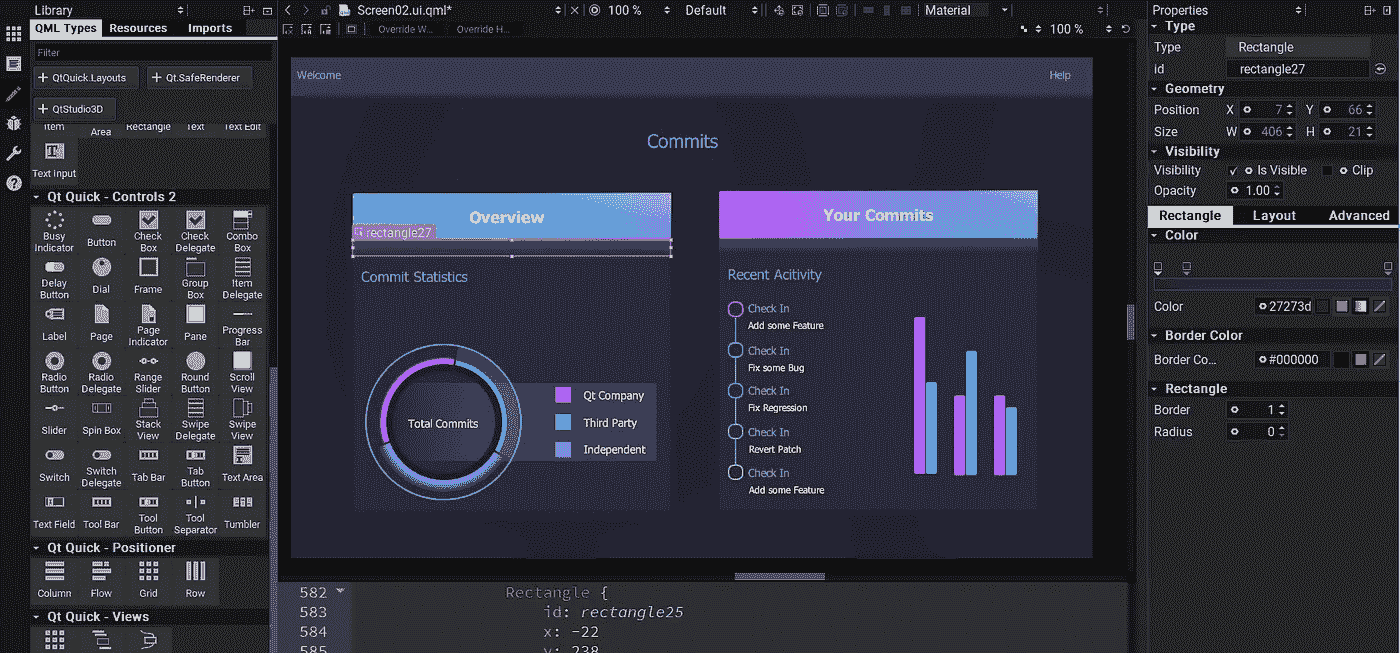 Library
Screen02.ui.qml*
100 %
Default
Material
Properties
QML Types
Resources
Imports
Override W...
Override H...
100 %
Type
Filter
Type
Rectangle
id
rectangle27
+ QtQuick.Layouts
+ Qt.SafeRenderer
+ QtStudio3D
Welcome
Help
Geometry
Position X 7 Y 66
Size W 406 H 21
Item
Area
Rectangle
Text
Text Edit
Text Input
Commits
Visibility
Visibility
Is Visible
Clip
Opacity
1.00
Qt Quick - Controls 2
Busy Indicator
Button
Check Box
Check Delegate
Combo Box
Delay Button
Dial
Frame
Group Box
Item Delegate
Label
Page
Page Indicator
Pane
Progress Bar
Radio Button
Radio Delegate
Range Slider
Round Button
Scroll View
Slider
Spin Box
Stack View
Swipe Delegate
Swipe View
Switch
Switch Delegate
Tab Bar
Tab Button
Text Area
Text Field
Tool Bar
Tool Button
Tool Separator
Tumbler
Qt Quick - Positioner
Column
Flow
Grid
Row
Qt Quick - Views
Overview
rectangle27
Commit Statistics
Total Commits
Qt Company
Third Party
Independent
Your Commits
Recent Acitivity
Check In
Add some Feature
Check In
Fix some Bug
Check In
Fix Regression
Check In
Revert Patch
Check In
Add some Feature
Rectangle
Layout
Advanced
Color
Color
27273d
Border Color
Border Co...
#000000
Rectangle
Border
1
Radius
0
582 Rectangle {
583 id: rectangle25
584 x: -22
585 y: 238